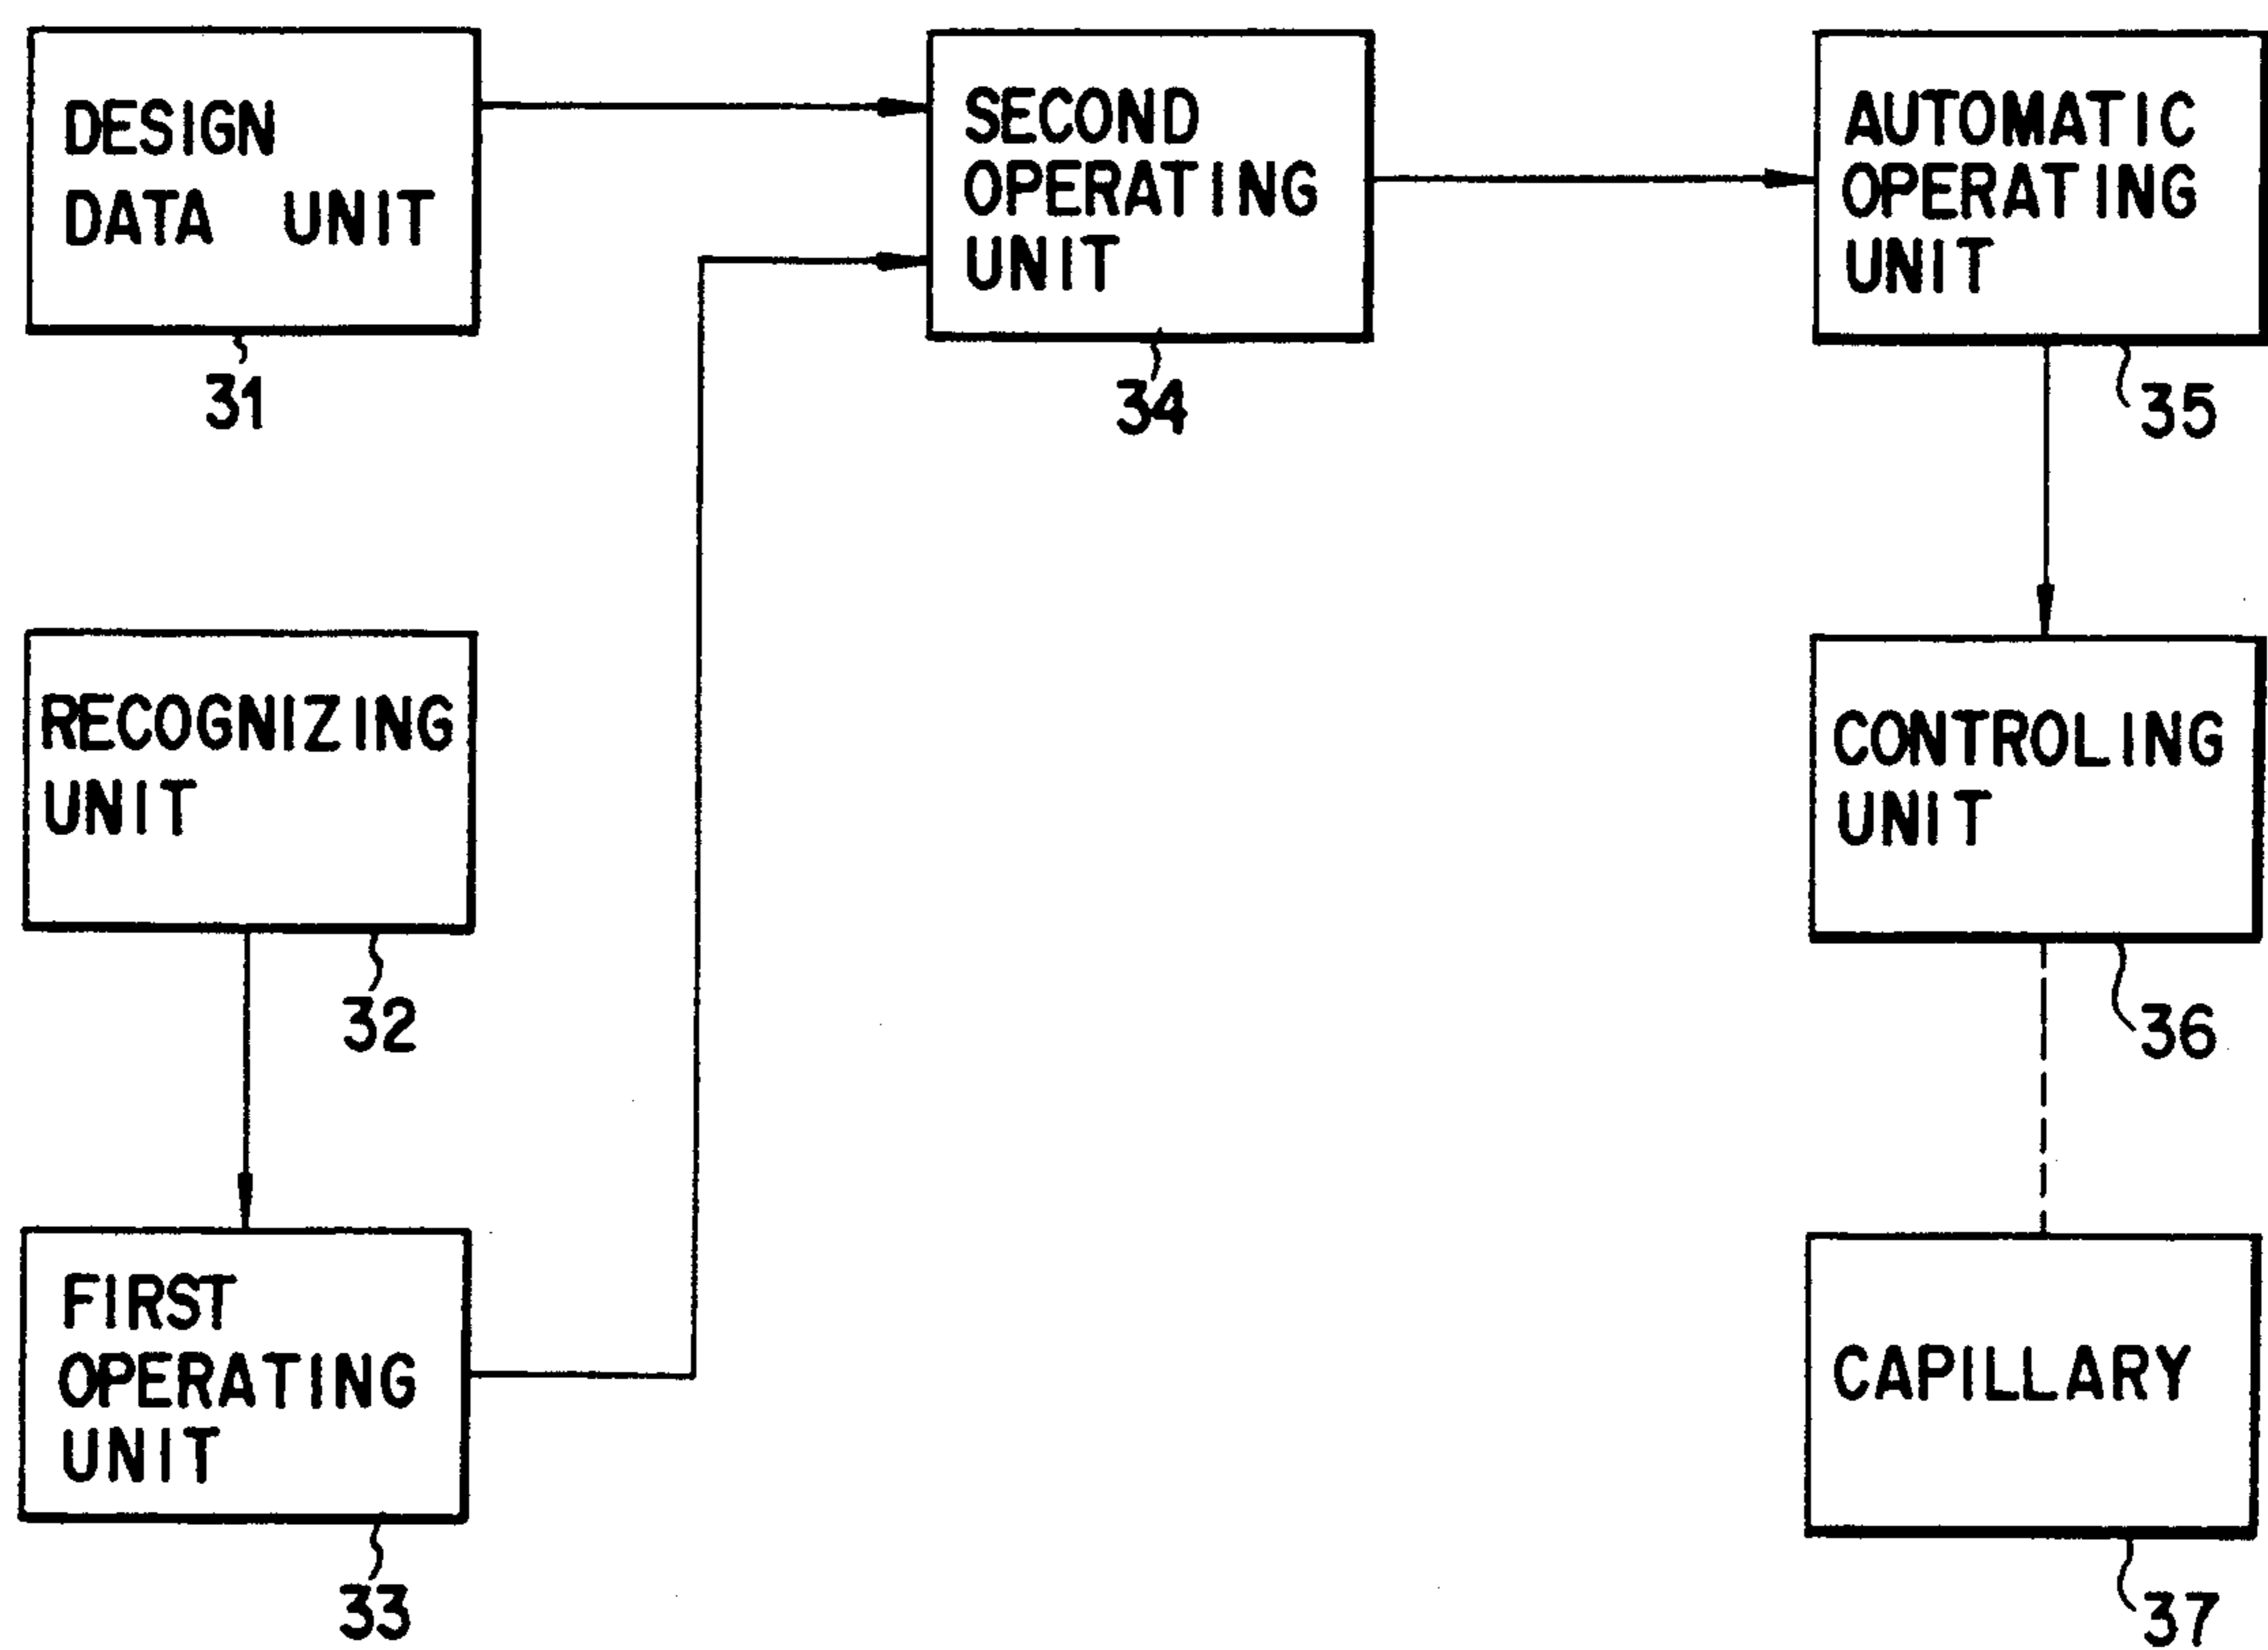 DESIGN
DATA UNIT
31
SECOND
OPERATING
UNIT
34
AUTOMATIC
OPERATING
UNIT
35
RECOGNIZING
UNIT
32
CONTROLING
UNIT
36
FIRST
OPERATING
UNIT
33
CAPILLARY
37